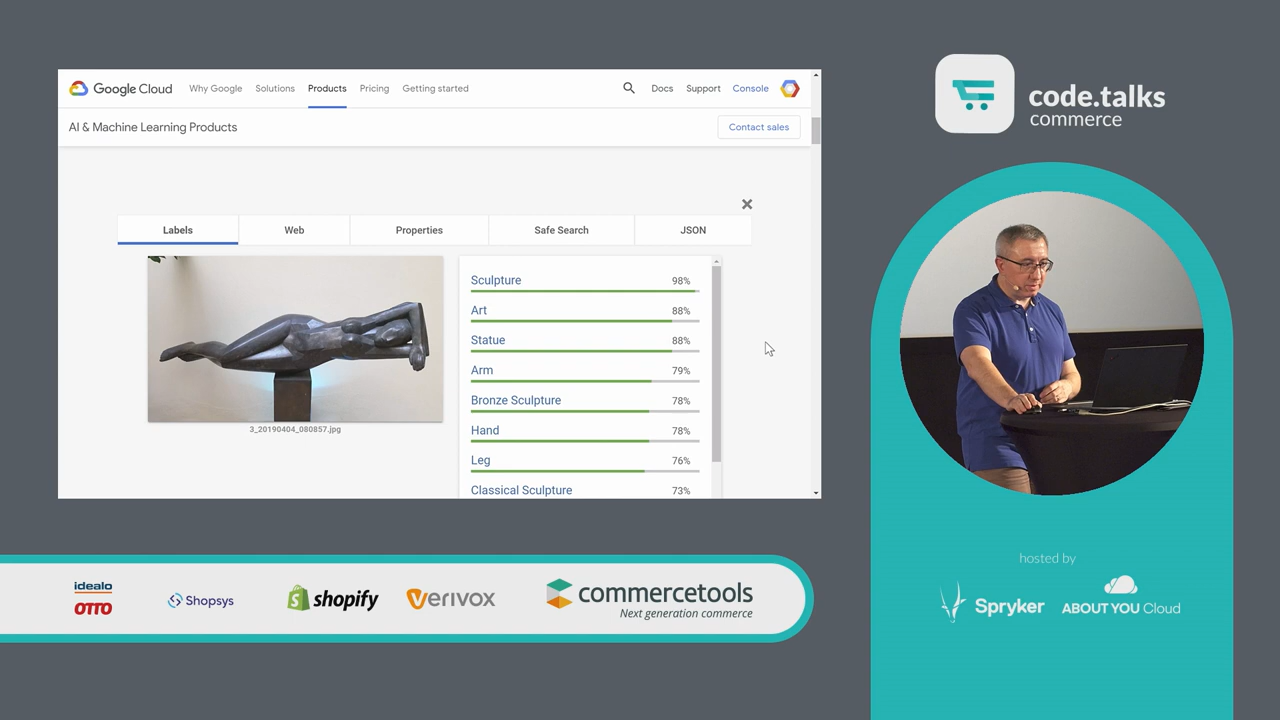 Google Cloud
Why Google
Solutions
Products
Pricing
Getting started
Docs
Support
Console
AI & Machine Learning Products
Contact sales
Labels
Web
Properties
Safe Search
JSON
3_20190404_080857.jpg
Sculpture 98%
Art 88%
Statue 88%
Arm 79%
Bronze Sculpture 78%
Hand 78%
Leg 76%
Classical Sculpture 73%
code.talks
commerce
hosted by
Spryker
ABOUT YOU Cloud
idealo
OTTO
Shopsys
shopify
Verivox
commercetools
Next generation commerce